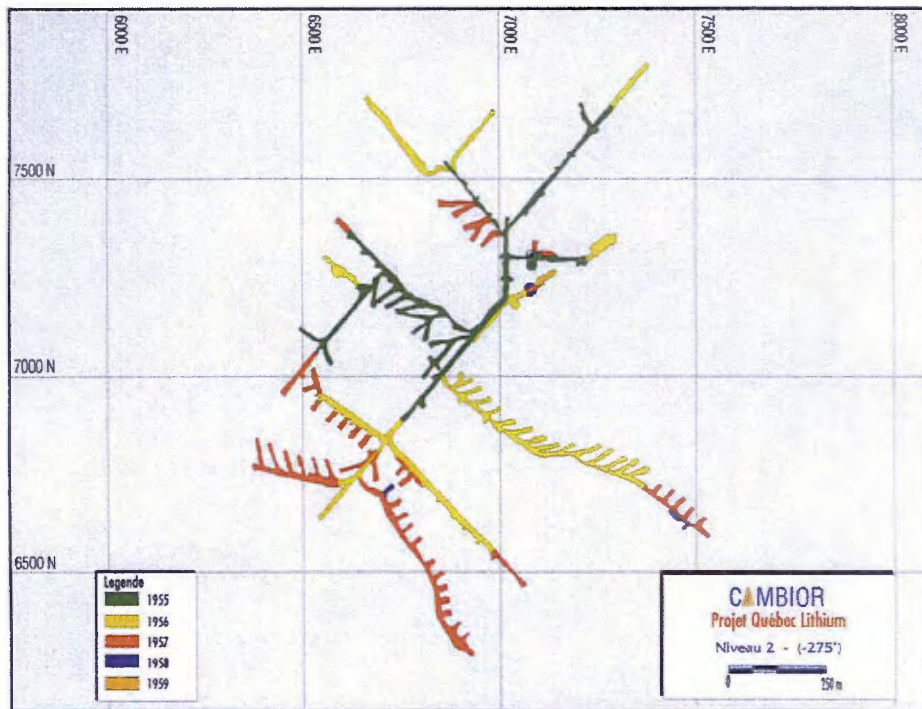 6000 E
6500 E
7000 E
7500 E
8000 E
7500 N
7000 N
6500 N
Legende
1955
1956
1957
1958
1959
CAMBIOR
Projet Québec Lithium
Niveau 2 - (-275')
0 250 m